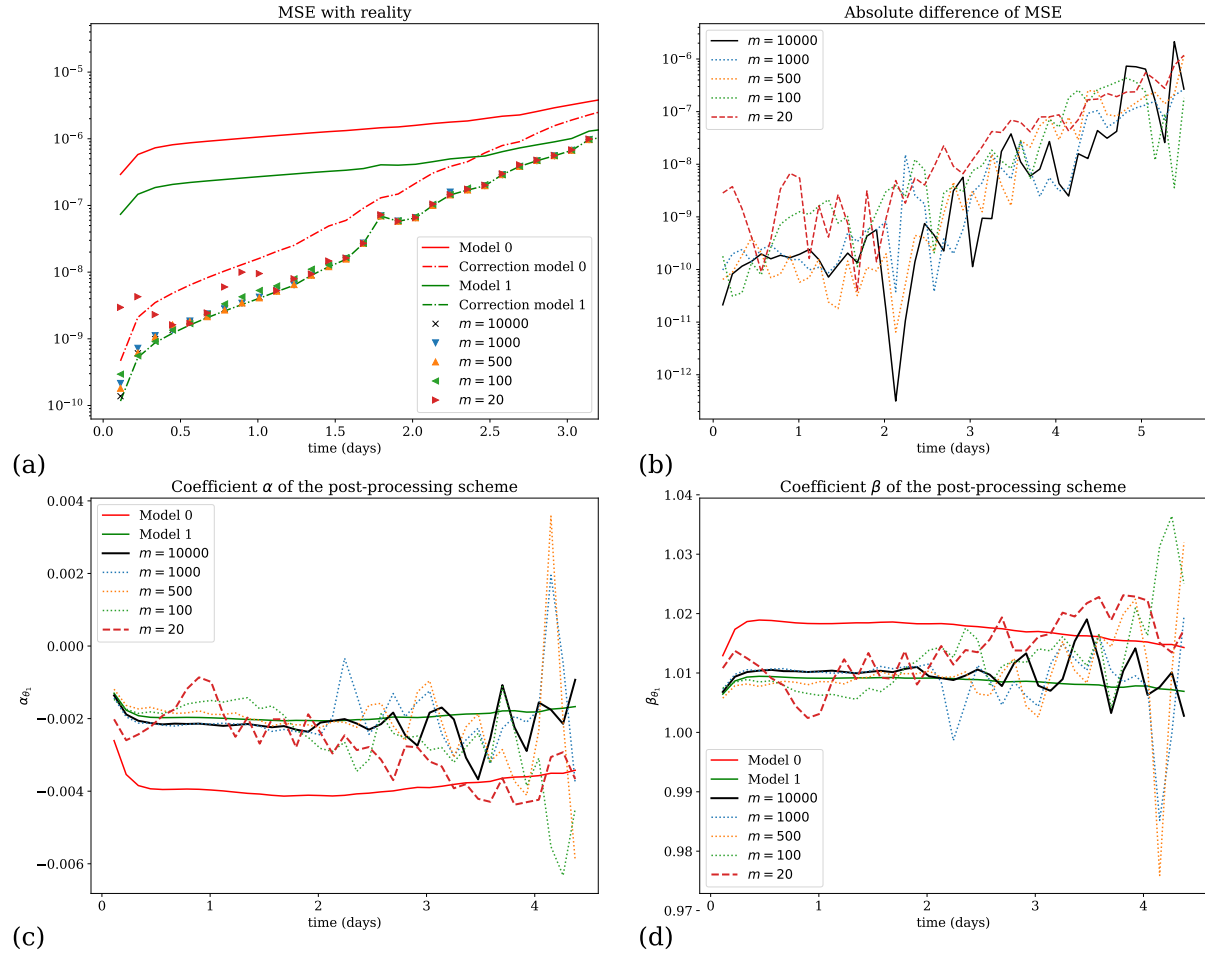 MSE with reality
10⁻⁵
10⁻⁶
10⁻⁷
10⁻⁸
10⁻⁹
10⁻¹⁰
Model 0
Correction model 0
Model 1
Correction model 1
m = 10000
m = 1000
m = 500
m = 100
m = 20
0.0 0.5 1.0 1.5 2.0 2.5 3.0
time (days)
(a)
Absolute difference of MSE
m = 10000
m = 1000
m = 500
m = 100
m = 20
10⁻⁶
10⁻⁷
10⁻⁸
10⁻⁹
10⁻¹⁰
10⁻¹¹
10⁻¹²
0 1 2 3 4 5
time (days)
(b)
Coefficient α of the post-processing scheme
Model 0
Model 1
m = 10000
m = 1000
m = 500
m = 100
m = 20
0.004
0.002
0.000
−0.002
−0.004
−0.006
α_θ₁
0 1 2 3 4
time (days)
(c)
Coefficient β of the post-processing scheme
1.04
1.03
1.02
1.01
1.00
0.99
0.98
0.97
β_θ₁
Model 0
Model 1
m = 10000
m = 1000
m = 500
m = 100
m = 20
0 1 2 3 4
time (days)
(d)